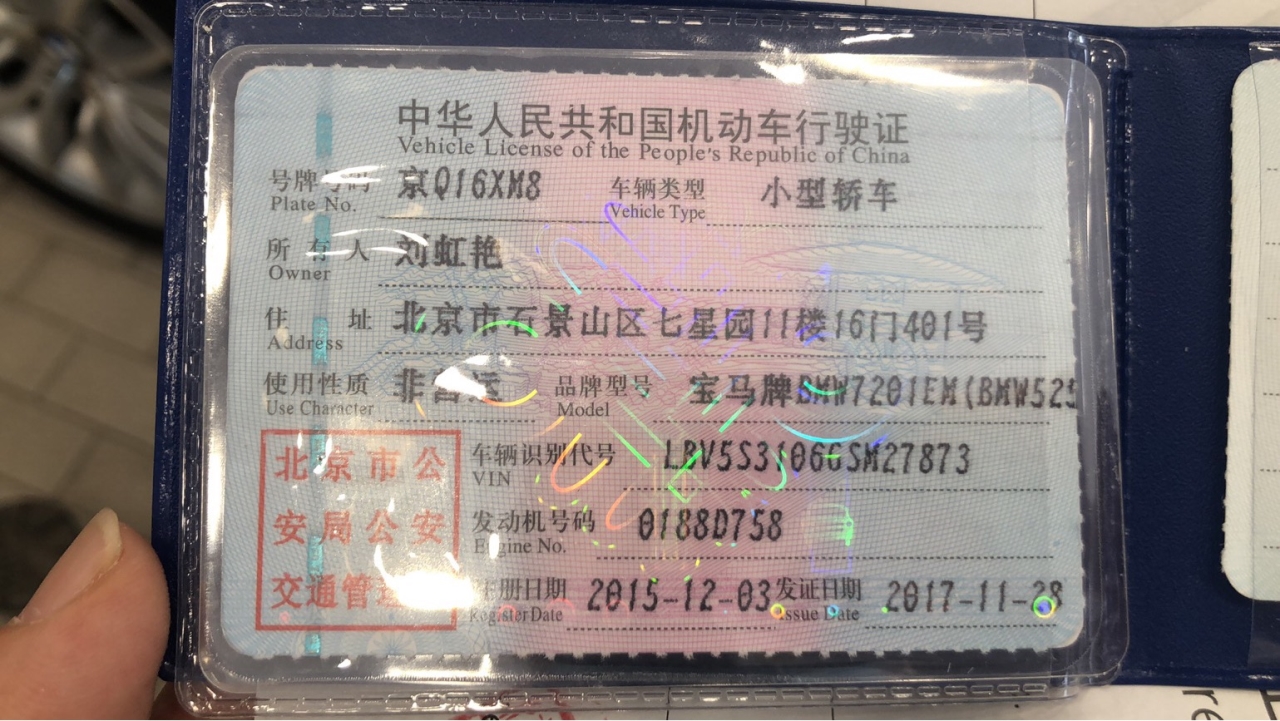 中华人民共和国机动车行驶证
Vehicle License of the People's Republic of China
号牌号码 京Q16XM8 车辆类型 小型轿车
Plate No. Vehicle Type
所有人 刘虹艳
Owner
住址 北京市石景山区七星园11楼16门401号
Address
使用性质 非营运 品牌型号 宝马牌BMW7201EM(BMW525
Use Character Model
北京市公 车辆识别代号
VIN
安局公安 发动机号码 0188D758
Engine No.
交通管理 注册日期 2015-12-03 发证日期 2017-11-28
Register Date Issue Date